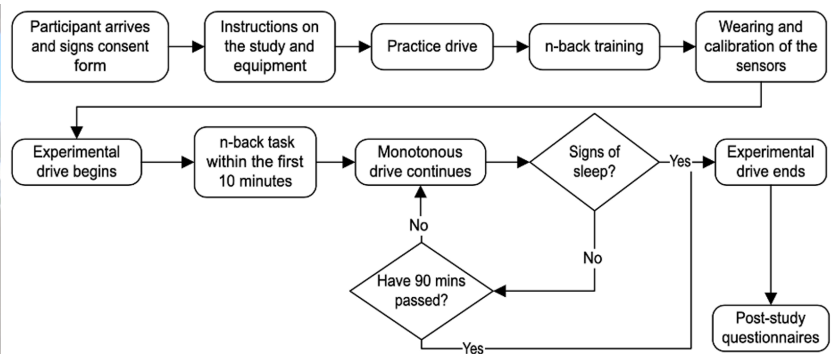 Participant arrives
and signs consent
form
Instructions on
the study and
equipment
Practice drive
n-back training
Wearing and
calibration of the
sensors
Experimental
drive begins
n-back task
within the first
10 minutes
Monotonous
drive continues
Signs of
sleep?
Yes
Experimental
drive ends
No
No
Have 90 mins
passed?
Yes
Post-study
questionnaires